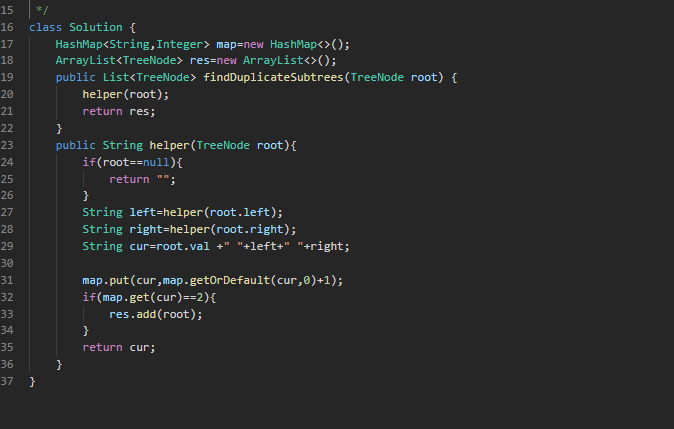 15 */
16 class Solution {
17 HashMap<String,Integer> map=new HashMap<>();
18 ArrayList<TreeNode> res=new ArrayList<>();
19 public List<TreeNode> findDuplicateSubtrees(TreeNode root) {
20 helper(root);
21 return res;
22 }
23 public String helper(TreeNode root){
24 if(root==null){
25 return "";
26 }
27 String left=helper(root.left);
28 String right=helper(root.right);
29 String cur=root.val +" "+left+" "+right;
30
31 map.put(cur,map.getOrDefault(cur,0)+1);
32 if(map.get(cur)==2){
33 res.add(root);
34 }
35 return cur;
36 }
37 }